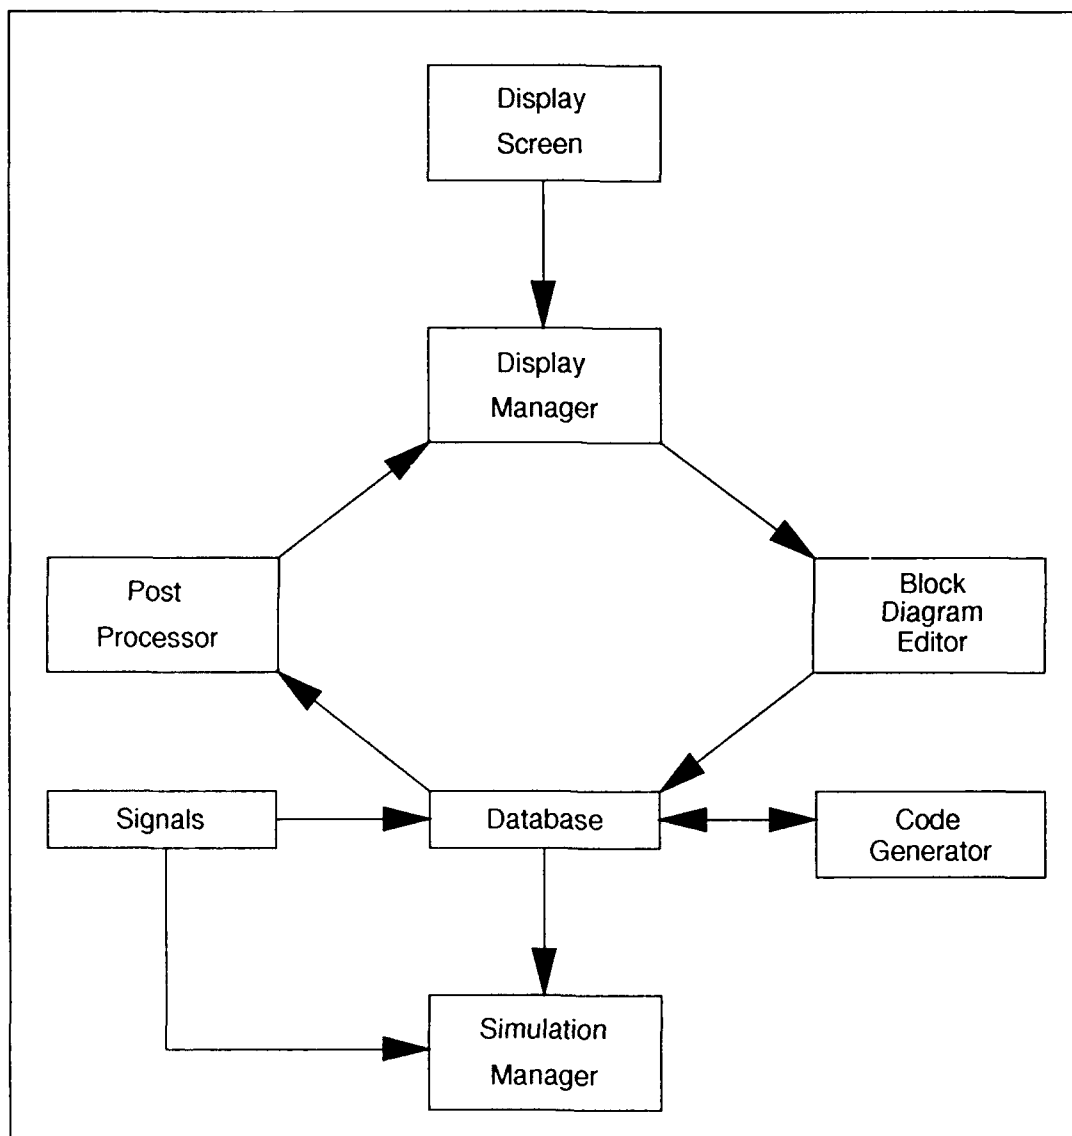 Display
Screen
Display
Manager
Post
Processor
Block
Diagram
Editor
Signals
Database
Code
Generator
Simulation
Manager